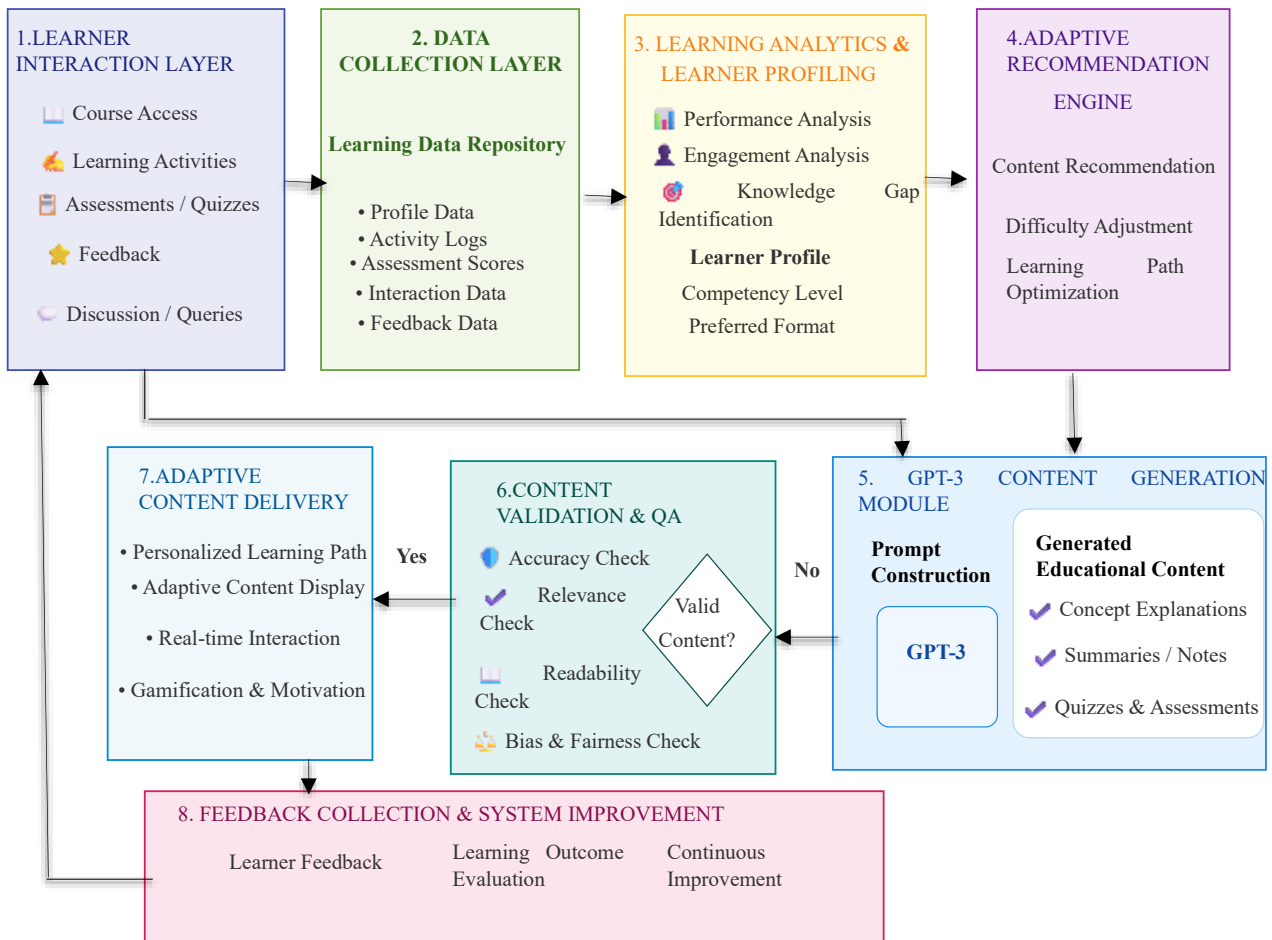 1.LEARNER
INTERACTION LAYER
Course Access
Learning Activities
Assessments / Quizzes
Feedback
Discussion / Queries
2. DATA
COLLECTION LAYER
Learning Data Repository
• Profile Data
• Activity Logs
• Assessment Scores
• Interaction Data
• Feedback Data
3. LEARNING ANALYTICS &
LEARNER PROFILING
Performance Analysis
Engagement Analysis
Knowledge Gap
Identification
Learner Profile
Competency Level
Preferred Format
4.ADAPTIVE
RECOMMENDATION
ENGINE
Content Recommendation
Difficulty Adjustment
Learning Path
Optimization
5. GPT-3 CONTENT GENERATION
MODULE
Prompt
Construction
GPT-3
Generated
Educational Content
Concept Explanations
Summaries / Notes
Quizzes & Assessments
No
6.CONTENT
VALIDATION & QA
Accuracy Check
Relevance
Check
Readability
Check
Bias & Fairness Check
Valid
Content?
Yes
7.ADAPTIVE
CONTENT DELIVERY
• Personalized Learning Path
• Adaptive Content Display
• Real-time Interaction
• Gamification & Motivation
8. FEEDBACK COLLECTION & SYSTEM IMPROVEMENT
Learner Feedback
Learning Outcome
Evaluation
Continuous
Improvement